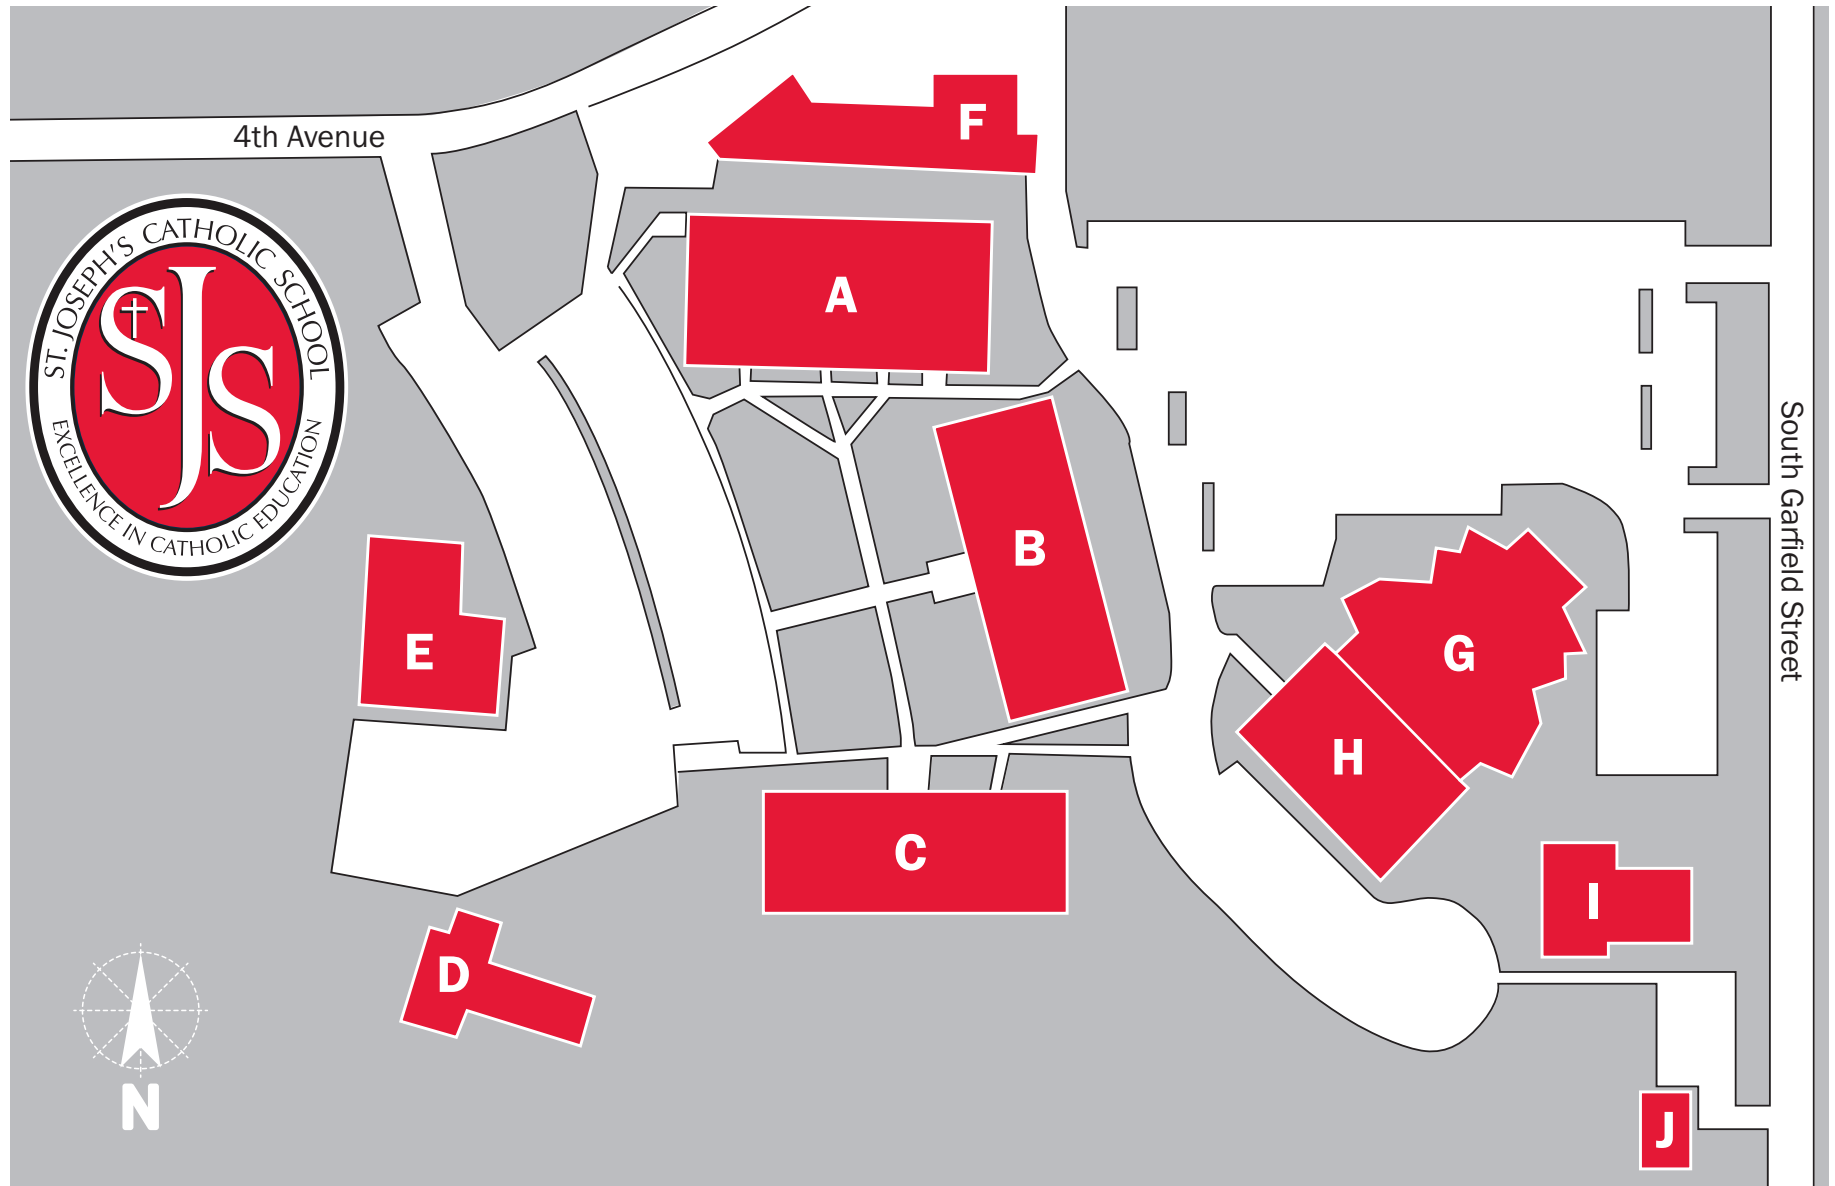 4th Avenue
F
ST. JOSEPH'S CATHOLIC SCHOOL
SJS
EXCELLENCE IN CATHOLIC EDUCATION
A
South Garfield Street
B
E
G
H
C
I
D
N
J